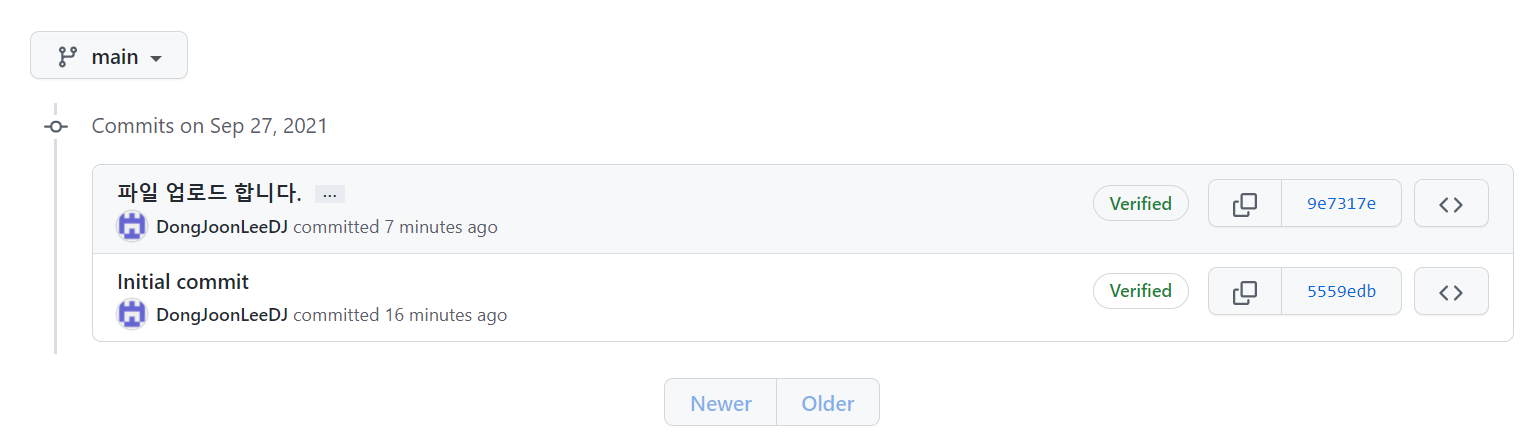 main
Commits on Sep 27, 2021
파일 업로드 합니다. ...
Verified
9e7317e
DongJoonLeeDJ committed 7 minutes ago
Initial commit
Verified
5559edb
DongJoonLeeDJ committed 16 minutes ago
Newer Older